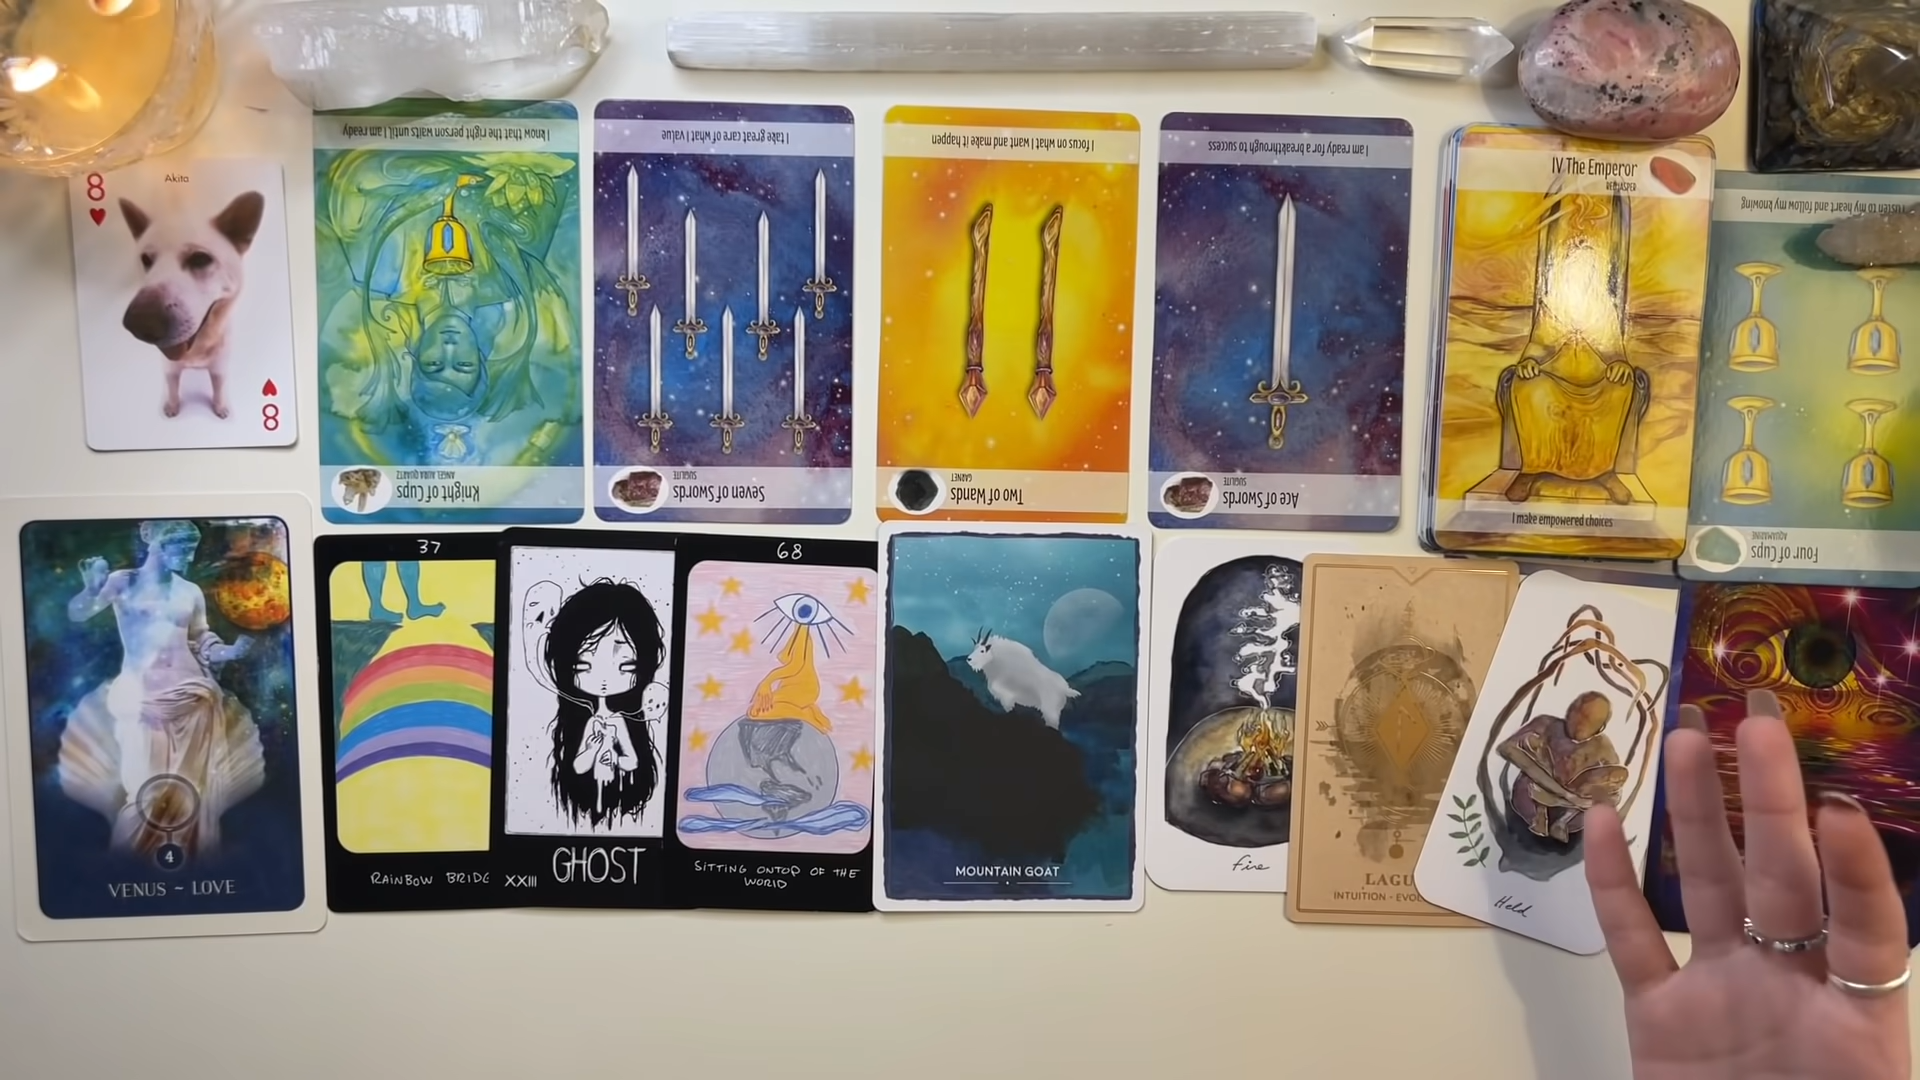 8
Akita
8
I know that the right person waits until I am ready
Knight of Cups
ANGEL AURA QUARTZ
I take great care of what I value
Seven of Swords
SUGILITE
I focus on what I want and make it happen
Two of Wands
GARNET
I am ready for a breakthrough to success
Ace of Swords
SUGILITE
IV The Emperor
RED JASPER
I make empowered choices
I listen to my heart and follow my knowing
Four of Cups
AQUAMARINE
4
VENUS ~ LOVE
37
RAINBOW BRIDG
XXIII GHOST
68
SITTING ONTOP OF THE
WORLD
MOUNTAIN GOAT
fire
LAGU
INTUITION - EVOL
Held